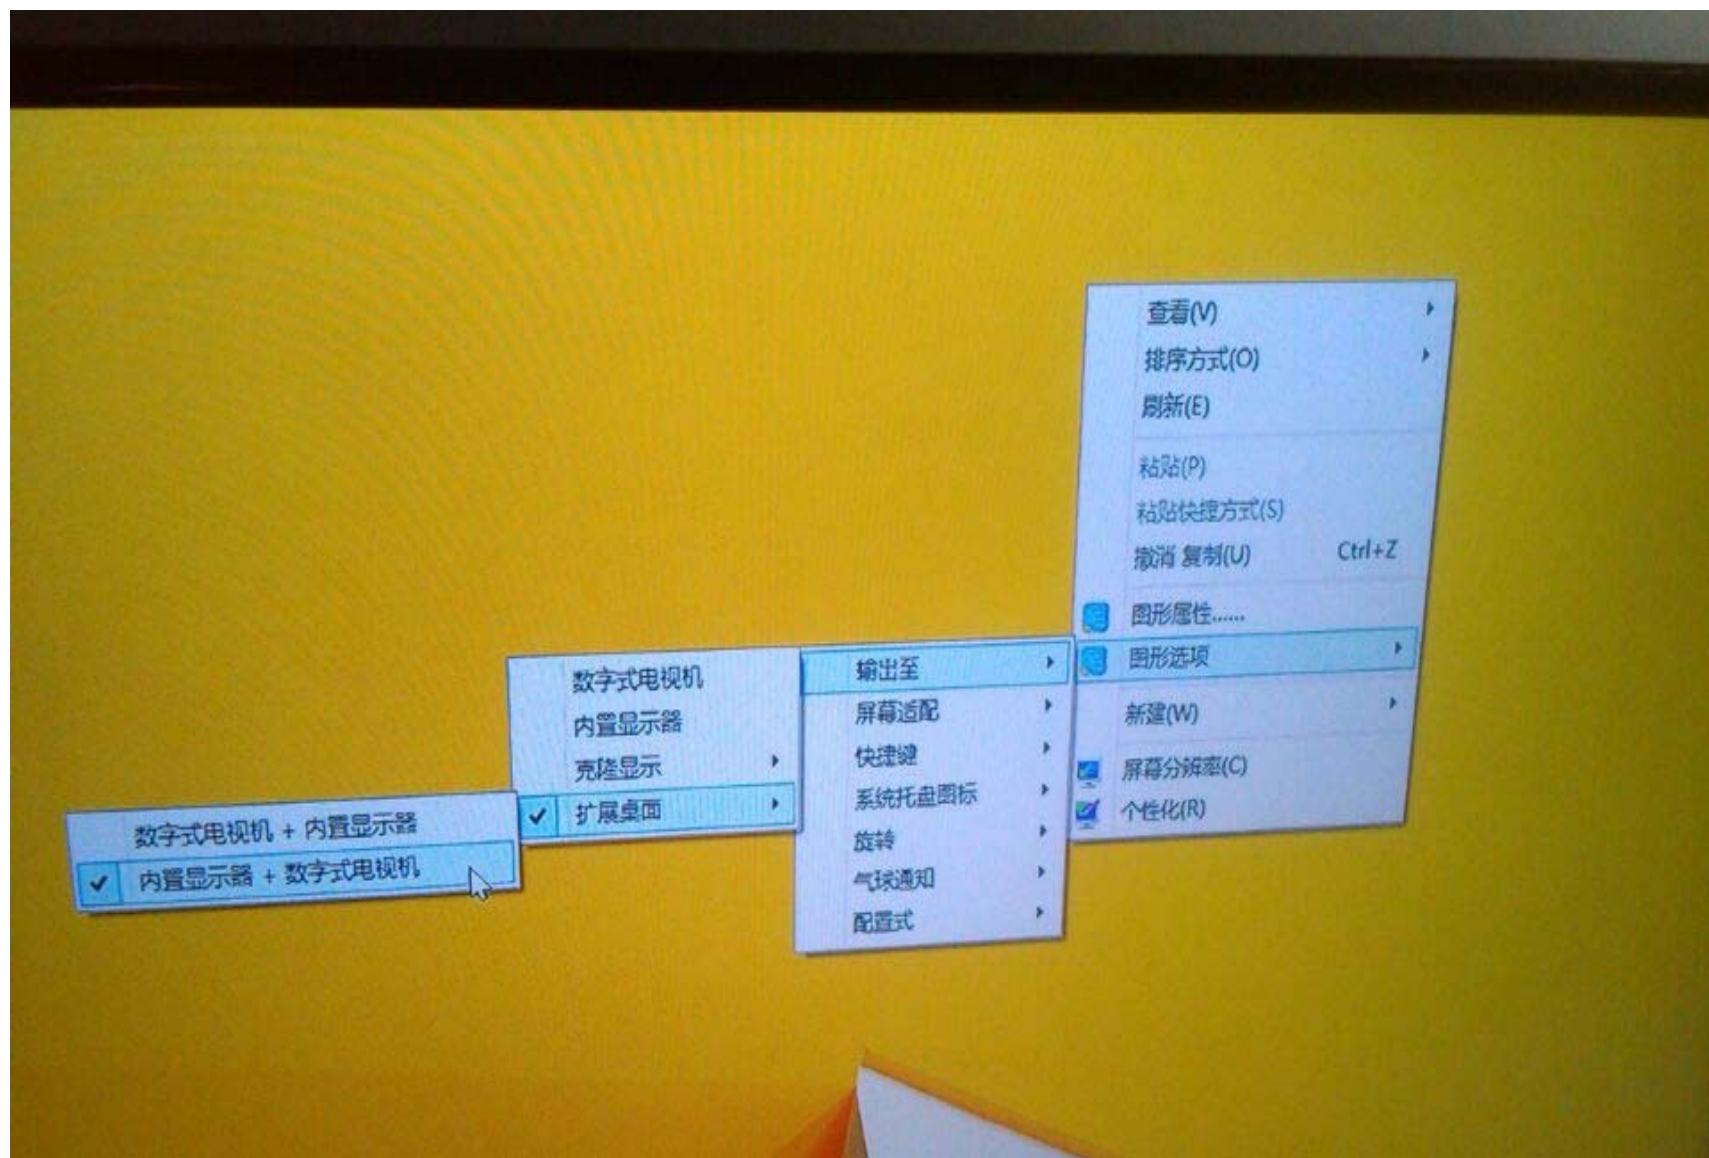 查看(V)
排序方式(O)
刷新(E)
粘贴(P)
粘贴快捷方式(S)
撤消 复制(U) Ctrl+Z
图形属性......
图形选项
新建(W)
屏幕分辨率(C)
个性化(R)
输出至
屏幕适配
快捷键
系统托盘图标
旋转
气球通知
配置式
数字式电视机
内置显示器
克隆显示
扩展桌面
数字式电视机 + 内置显示器
内置显示器 + 数字式电视机